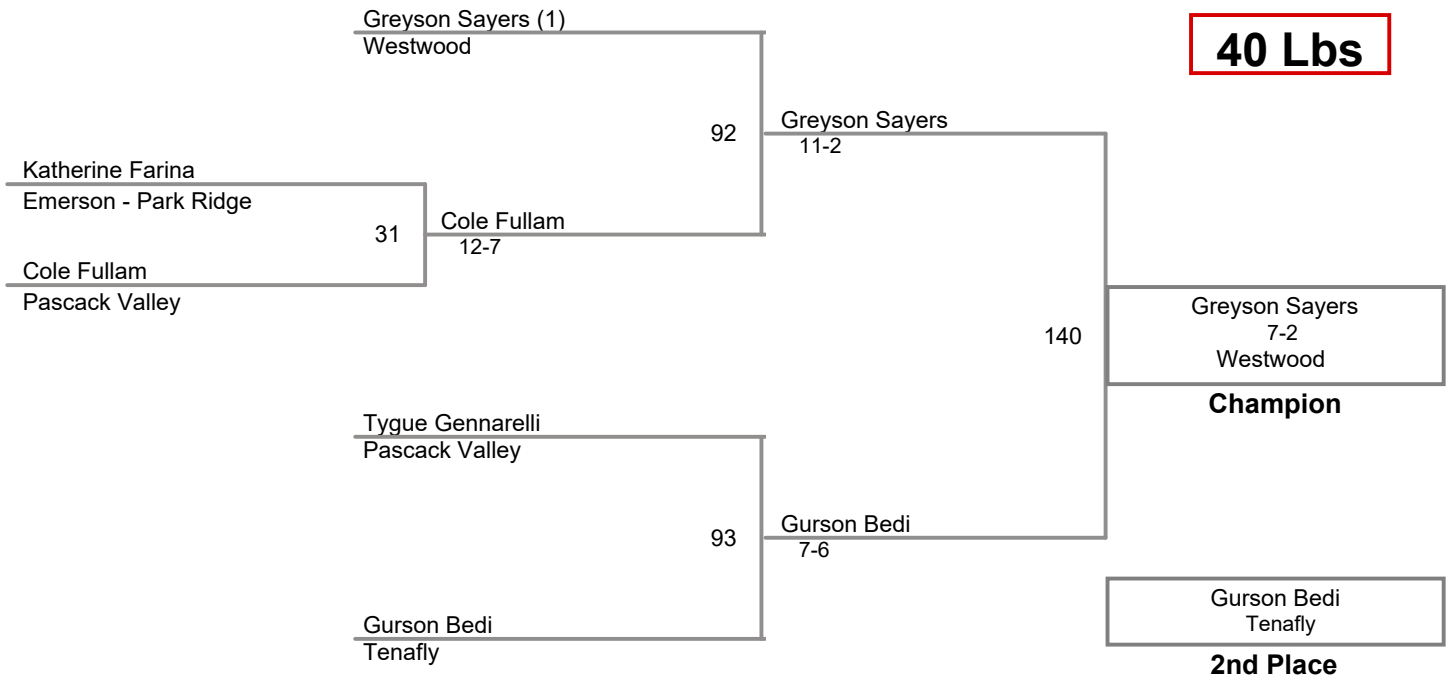 Greyson Sayers (1)
Westwood
40 Lbs
92
Greyson Sayers
11-2
Katherine Farina
Emerson - Park Ridge
31
Cole Fullam
12-7
Cole Fullam
Pascack Valley
140
Greyson Sayers
7-2
Westwood
Champion
Tygue Gennarelli
Pascack Valley
93
Gurson Bedi
7-6
Gurson Bedi
Tenafly
Gurson Bedi
Tenafly
2nd Place